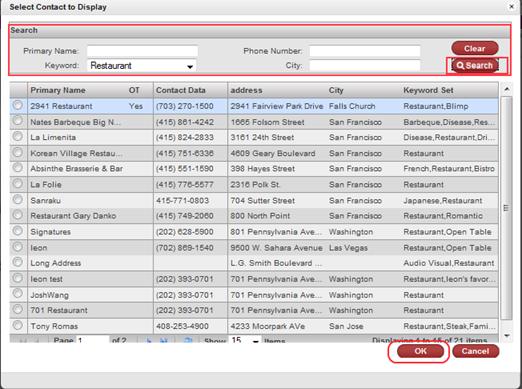 Select Contact to Display
Search
Primary Name: Phone Number: Clear
Keyword: Restaurant City: Search
Primary Name OT Contact Data address City Keyword Set
2941 Restaurant Yes (703) 270-1500 2941 Fairview Park Drive Falls Church Restaurant,Blimp
Nates Barbeque Big N... (415) 861-4242 1665 Folsom Street San Francisco Barbeque,Disease,Res...
La Limenita (415) 824-2833 3161 24th Street San Francisco Disease,Restaurant,Dri...
Korean Village Restau... (415) 751-6336 4609 Geary Boulevard San Francisco Restaurant
Absinthe Brasserie & Bar (415) 551-1590 398 Hayes Street San Francisco French,Restaurant,Bistro
La Folie (415) 776-5577 2316 Polk St. San Francisco Restaurant
Sanraku 415-771-0803 704 Sutter Street San Francisco Japanese,Restaurant
Restaurant Gary Danko (415) 749-2060 800 North Point San Francisco Restaurant,Romantic
Signatures (202) 628-5900 801 Pennsylvania Ave... Washington Restaurant,Open Table
leon (702) 869-1540 9500 W. Sahara Avenue Las Vegas Restaurant,Open Table
Long Address L.G. Smith Boulevard ... Audio Visual,Restaurant
leon test (202) 393-0701 701 Pennsylvania Ave... Washington Restaurant,leon's favor...
JoshWang (202) 393-0701 701 Pennsylvania Ave... Washington Restaurant
701 Restaurant (202) 393-0701 701 Pennsylvania Ave... Washington Restaurant
Tony Romas 408-253-4900 4233 Moorpark AVe San Jose Restaurant,Steak,Fami...
Page 1 of 2 Show 15 Items Displaying 1 to 15 of 21 items
OK Cancel